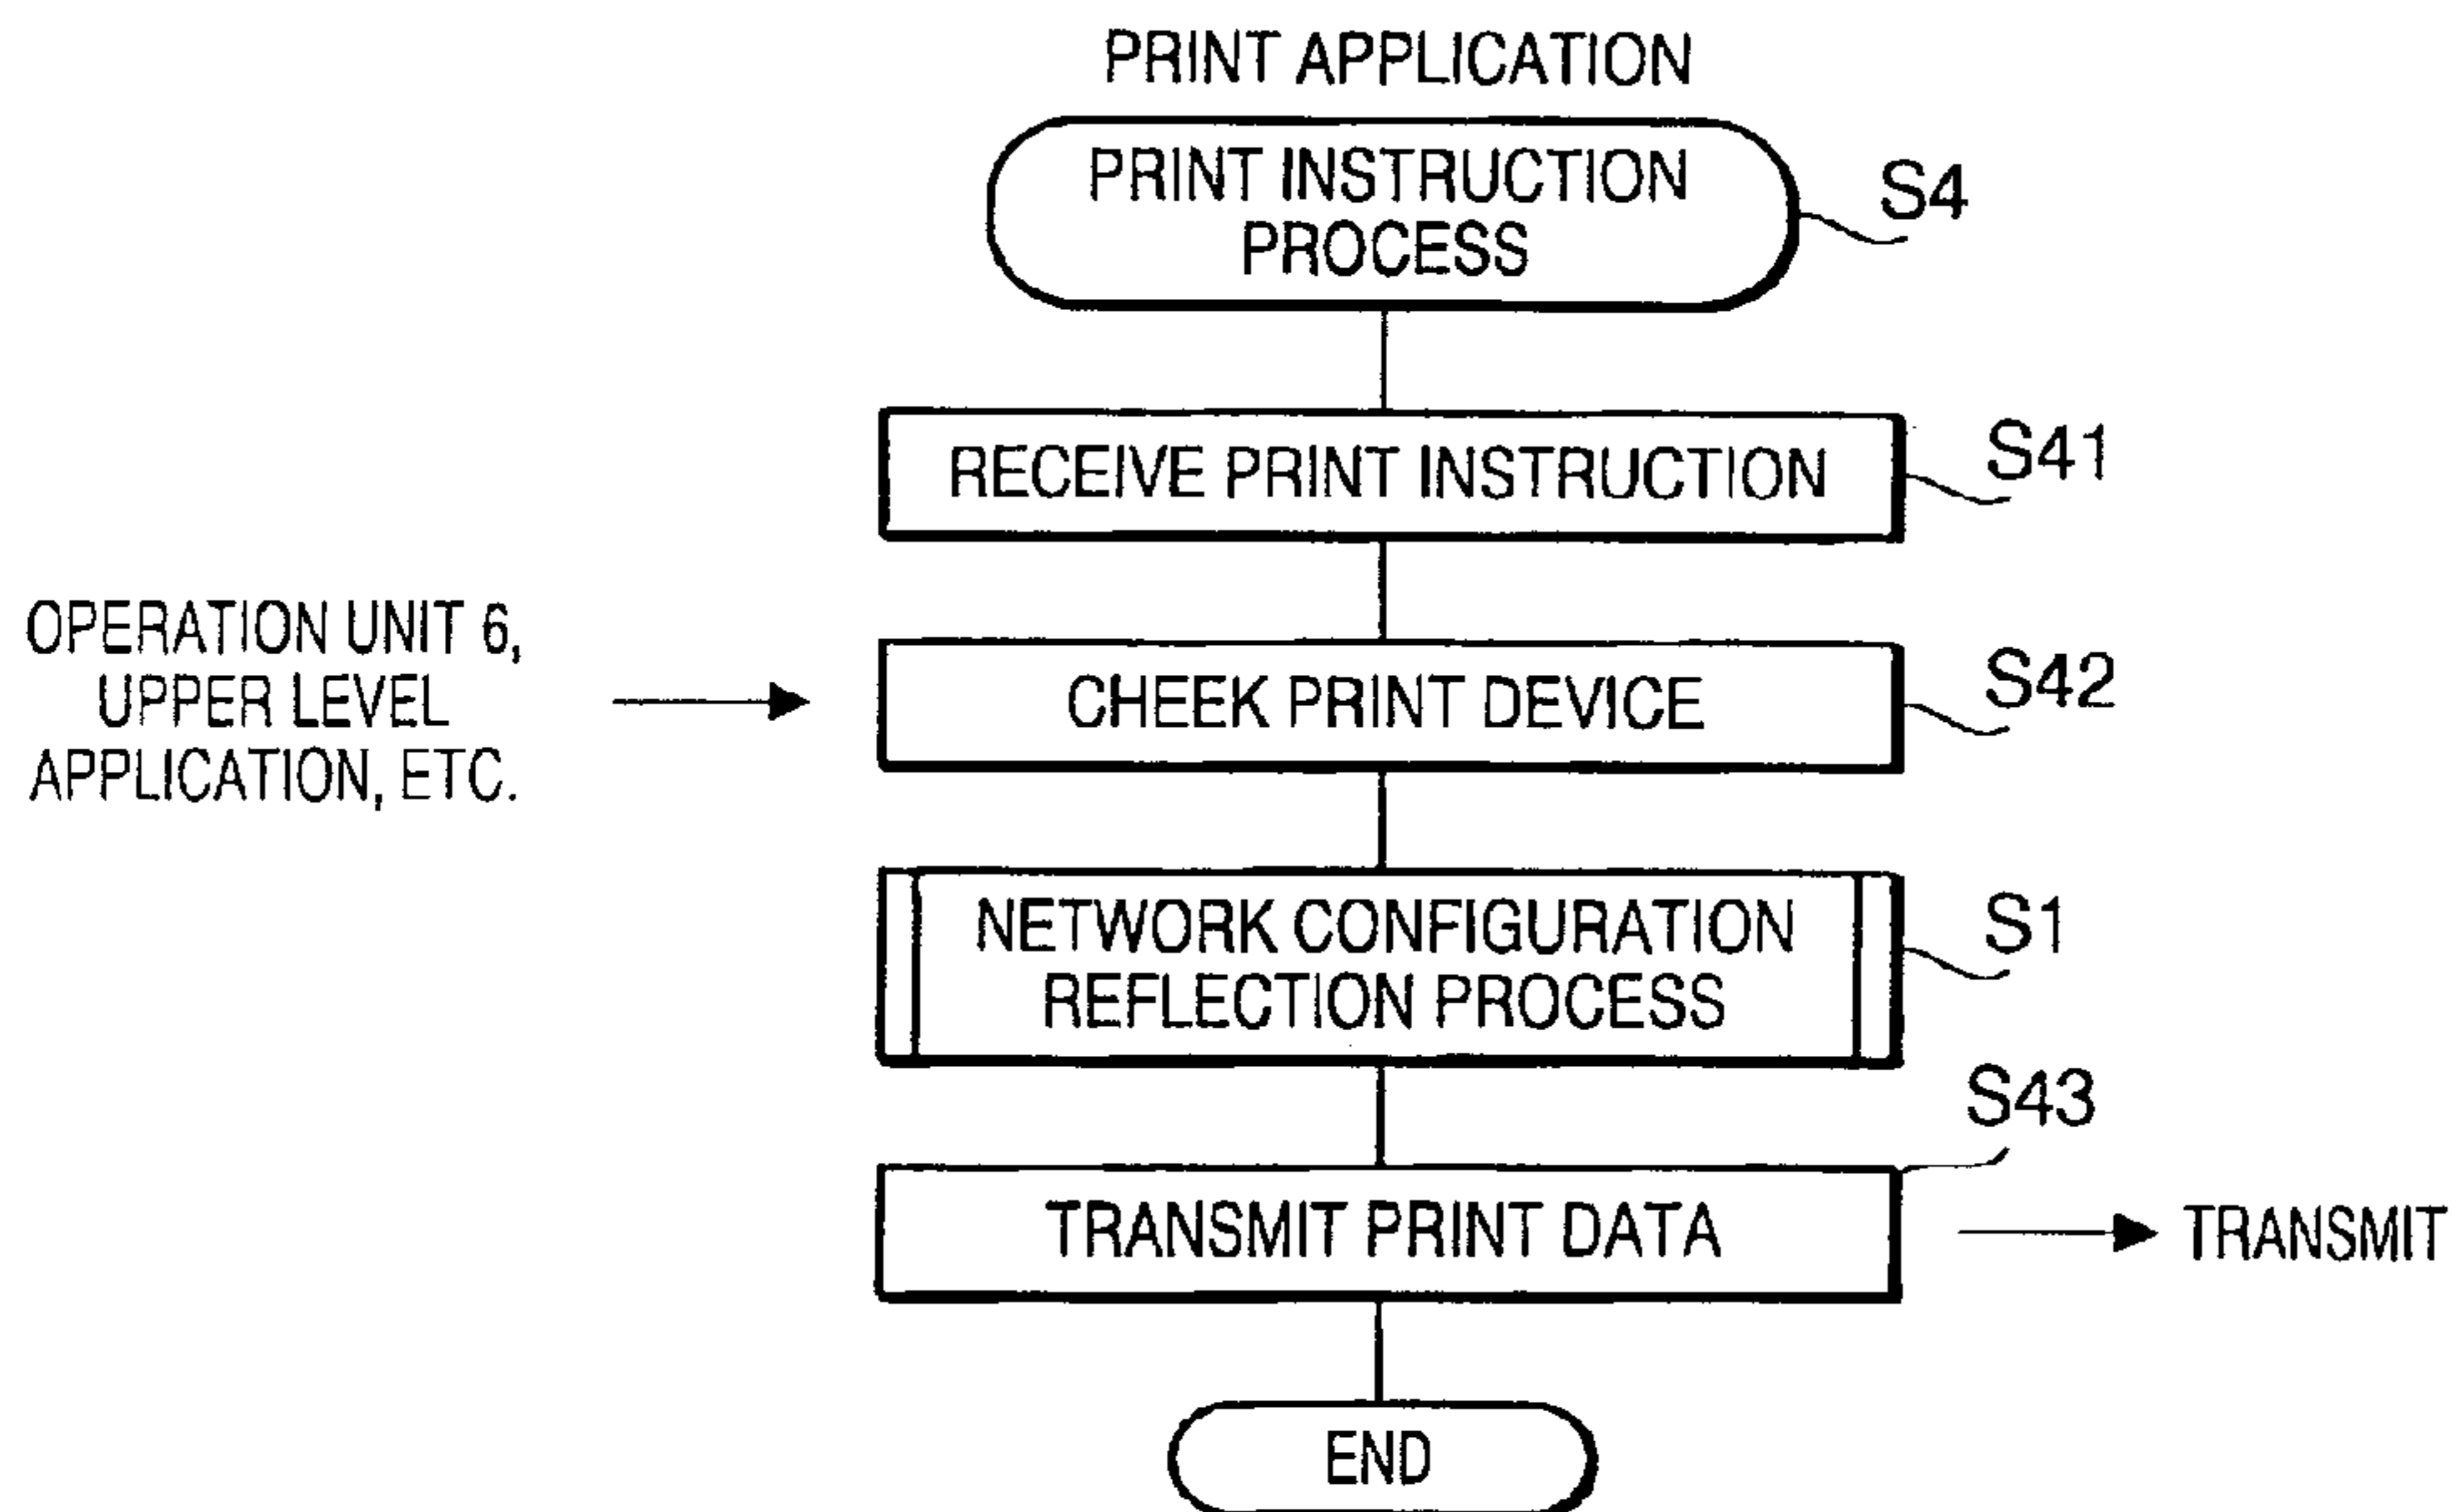 PRINT APPLICATION
PRINT INSTRUCTION
PROCESS
S4
RECEIVE PRINT INSTRUCTION
S41
OPERATION UNIT 6,
UPPER LEVEL
APPLICATION, ETC.
CHEEK PRINT DEVICE
S42
NETWORK CONFIGURATION
REFLECTION PROCESS
S1
S43
TRANSMIT PRINT DATA
TRANSMIT
END